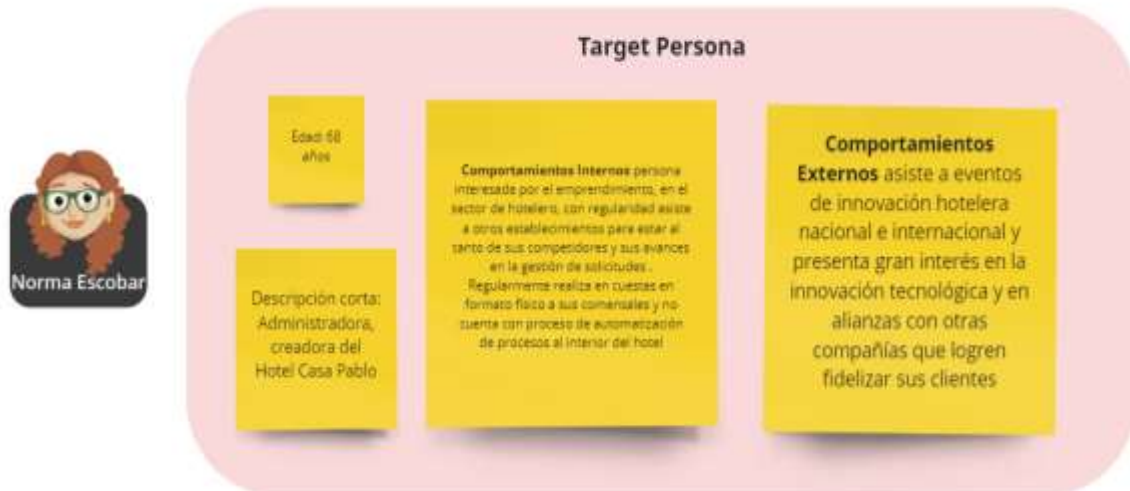 Target Persona
Norma Escobar
Edad: 68
años
Descripción corta:
Administradora,
creadora del
Hotel Casa Pablo
Comportamientos Internos persona
interesada por el emprendimiento, en el
sector de hotelero, con regularidad asiste
a otros establecimientos para estar al
tanto de sus competidores y sus avances
en la gestión de solicitudes .
Regularmente realiza en cuestas en
formato físico a sus comensales y no
cuenta con proceso de automatización
de procesos al interior del hotel
Comportamientos
Externos asiste a eventos
de innovación hotelera
nacional e internacional y
presenta gran interés en la
innovación tecnológica y en
alianzas con otras
compañías que logren
fidelizar sus clientes